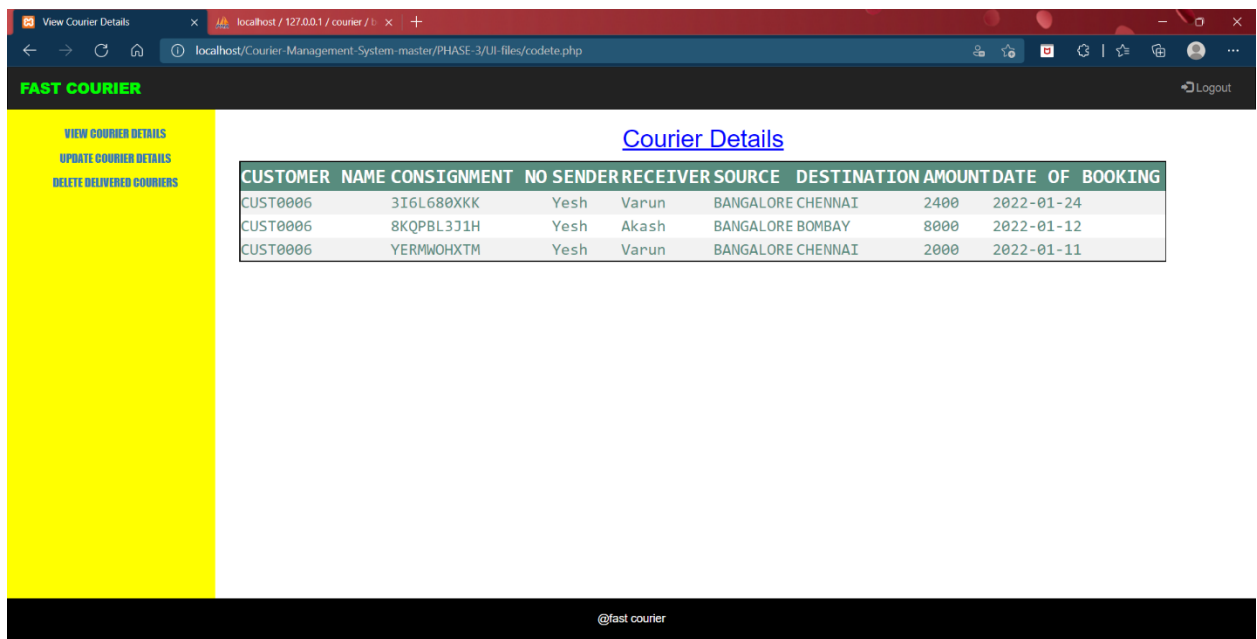 View Courier Details
localhost / 127.0.0.1 / courier / b
localhost/Courier-Management-System-master/PHASE-3/UI-files/codete.php
FAST COURIER
Logout
VIEW COURIER DETAILS
UPDATE COURIER DETAILS
DELETE DELIVERED COURIERS
Courier Details
CUSTOMER NAME CONSIGNMENT NO SENDER RECEIVER SOURCE DESTINATION AMOUNT DATE OF BOOKING
CUST0006 3I6L680XKK Yesh Varun BANGALORE CHENNAI 2400 2022-01-24
CUST0006 8KQPBL3J1H Yesh Akash BANGALORE BOMBAY 8000 2022-01-12
CUST0006 YERMWOHXTM Yesh Varun BANGALORE CHENNAI 2000 2022-01-11
@fast courier